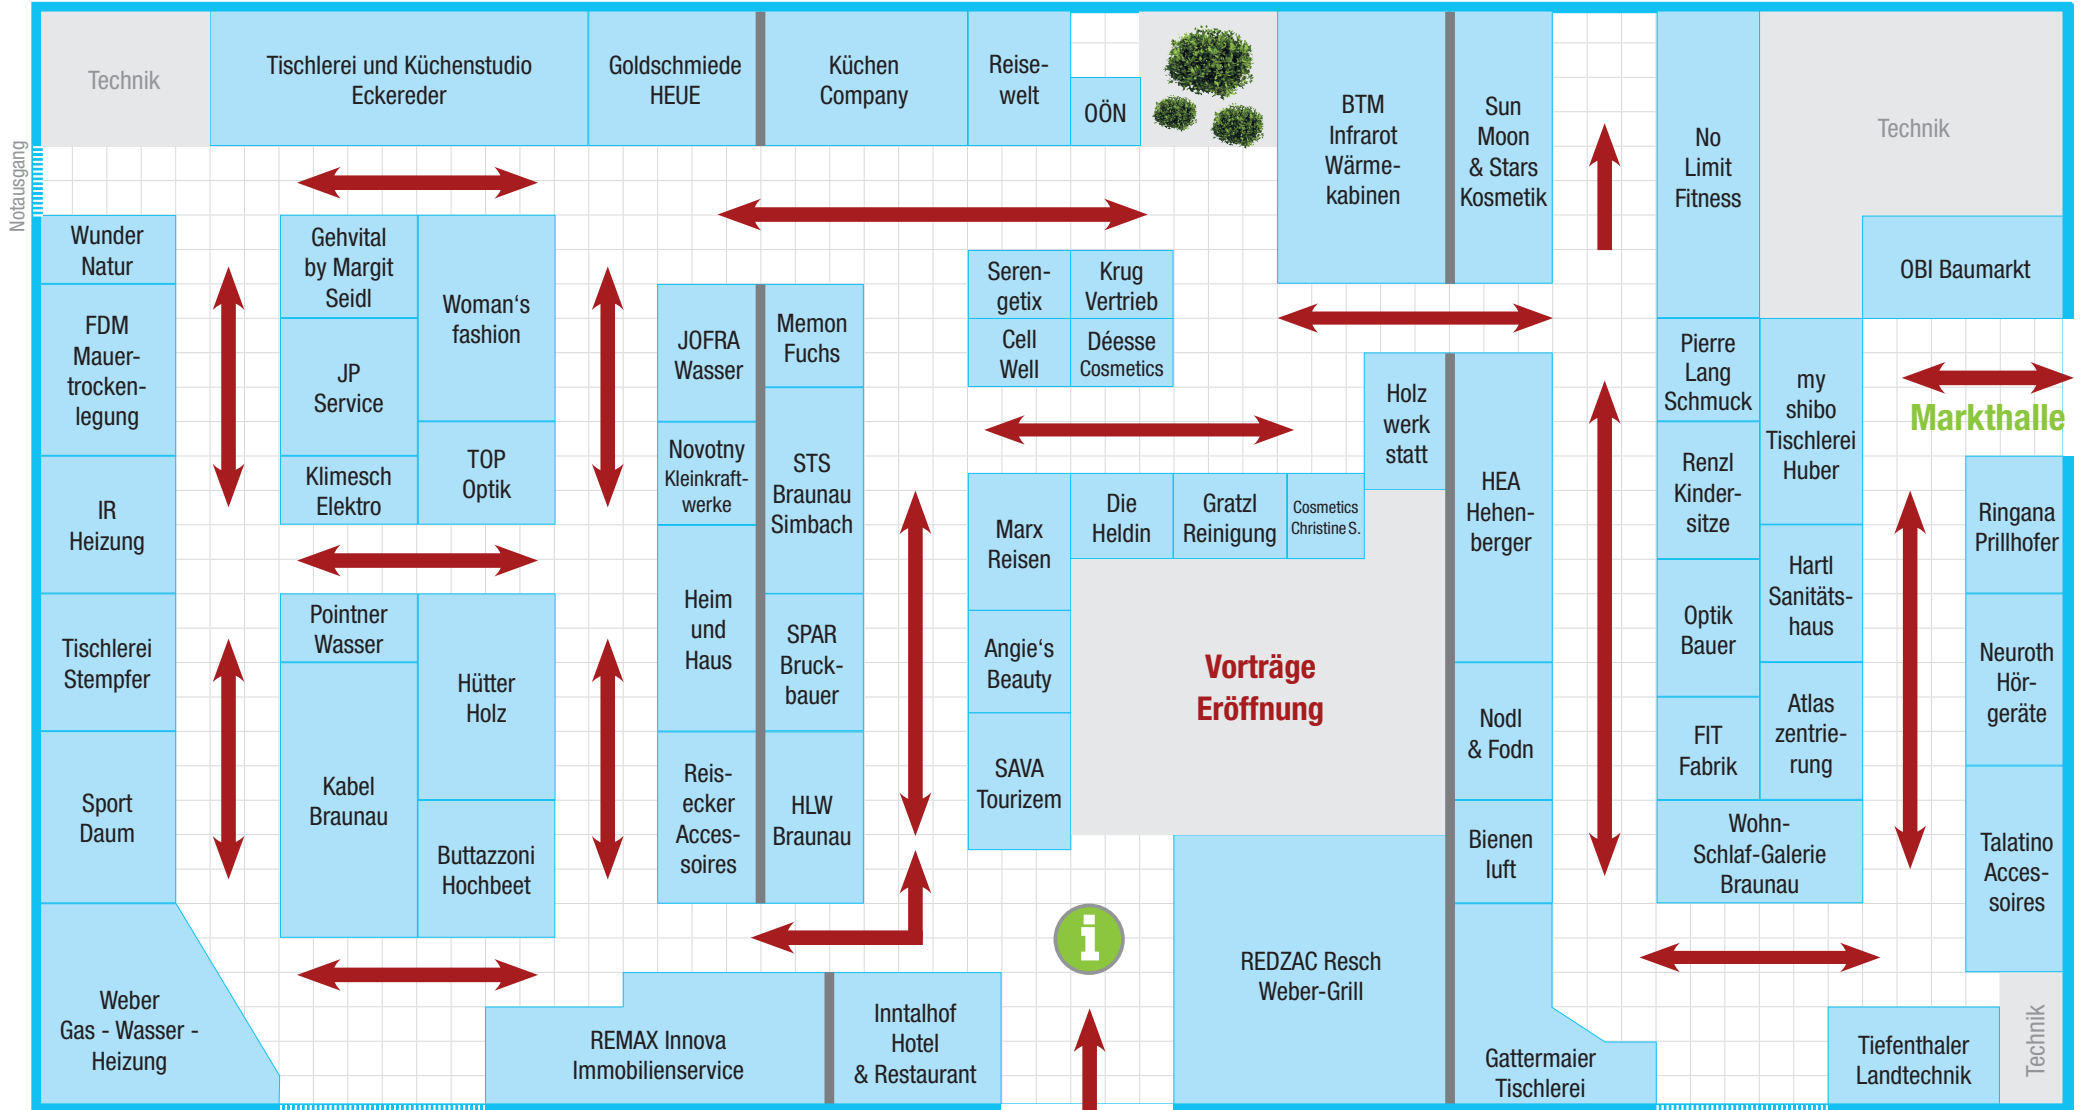 Technik
Tischlerei und Küchenstudio
Eckereder
Goldschmiede
HEUE
Küchen
Company
Reise-
welt
OÖN
BTM
Infrarot
Wärme-
kabinen
Sun
Moon
& Stars
Kosmetik
No
Limit
Fitness
Technik
OBI Baumarkt
Notausgang
Wunder
Natur
Gehvital
by Margit
Seidl
Woman‘s
fashion
FDM
Mauer-
trocken-
legung
JP
Service
JOFRA
Wasser
Memon
Fuchs
Seren-
getix
Krug
Vertrieb
Cell
Well
Déesse
Cosmetics
Pierre
Lang
Schmuck
my
shibo
Tischlerei
Huber
Markthalle
Holz
werk
statt
Klimesch
Elektro
TOP
Optik
Novotny
Kleinkraft-
werke
STS
Braunau
Simbach
IR
Heizung
Marx
Reisen
Die
Heldin
Gratzl
Reinigung
Cosmetics
Christine S.
HEA
Hehen-
berger
Renzl
Kinder-
sitze
Ringana
Prillhofer
Hartl
Sanitäts-
haus
Pointner
Wasser
Hütter
Holz
Heim
und
Haus
SPAR
Bruck-
bauer
Tischlerei
Stempfer
Angie‘s
Beauty
Vorträge
Eröffnung
Optik
Bauer
Neuroth
Hör-
geräte
Nodl
& Fodn
FIT
Fabrik
Atlas
zentrie-
rung
Sport
Daum
Kabel
Braunau
Buttazzoni
Hochbeet
Reis-
ecker
Acces-
soires
HLW
Braunau
SAVA
Tourizem
Bienen
luft
Wohn-
Schlaf-Galerie
Braunau
Talatino
Acces-
soires
Weber
Gas - Wasser -
Heizung
REMAX Innova
Immobilienservice
Inntalhof
Hotel
& Restaurant
i
REDZAC Resch
Weber-Grill
Gattermaier
Tischlerei
Tiefenthaler
Landtechnik
Technik